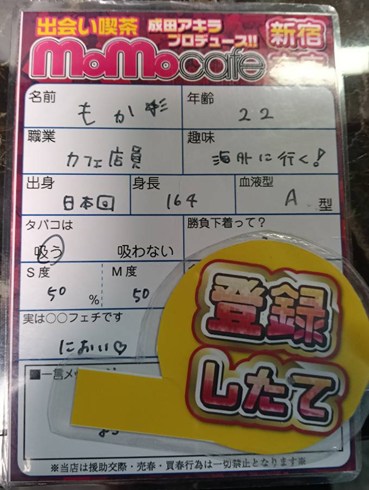 出会い喫茶 成田アキラ
プロデュース!! 新宿
MoMocafe
名前 もか 年齢 22
職業 カフェ店員 趣味 海外に行く!
出身 日本国 身長 164 血液型 A 型
タバコは 吸う 吸わない 勝負下着って?
S度 50 % M度 50
実は○○フェチです
におい♡
■一言メ
登録
したて
※当店は援助交際・売春・買春行為は一切禁止となります※